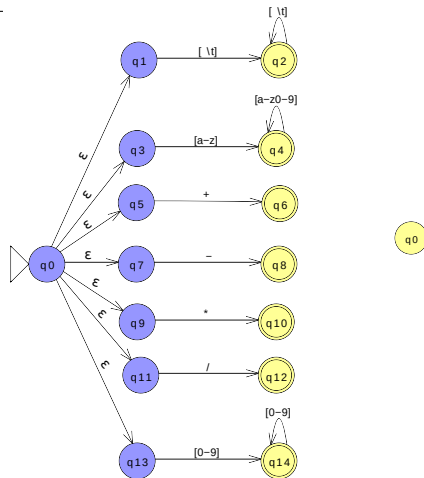 [ \t]
q1
[ \t]
q2
ε
[a−z0−9]
q3
[a−z]
q4
ε
q5
+
q6
ε
q0
q0
ε
q7
−
q8
ε
q9
*
q10
ε
q11
/
q12
ε
[0−9]
q13
[0−9]
q14